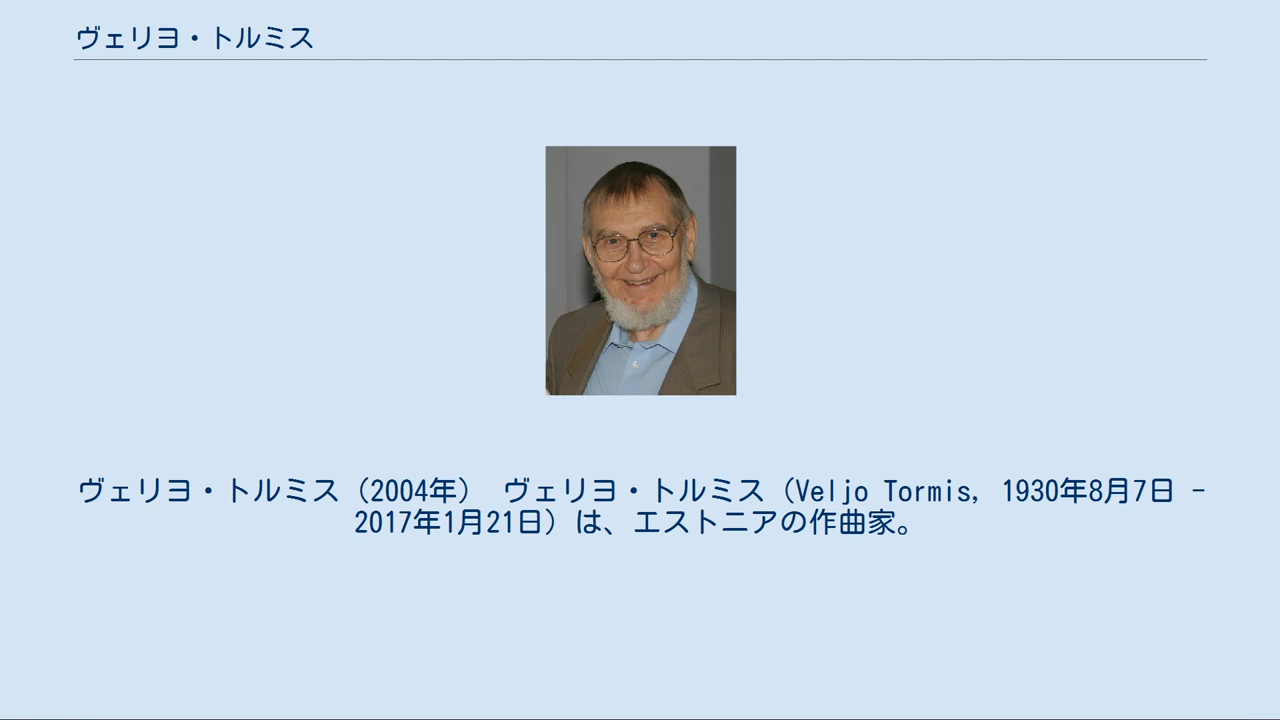 ヴェリヨ・トルミス
ヴェリヨ・トルミス（2004年） ヴェリヨ・トルミス（Veljo Tormis, 1930年8月7日 -
2017年1月21日）は、エストニアの作曲家。